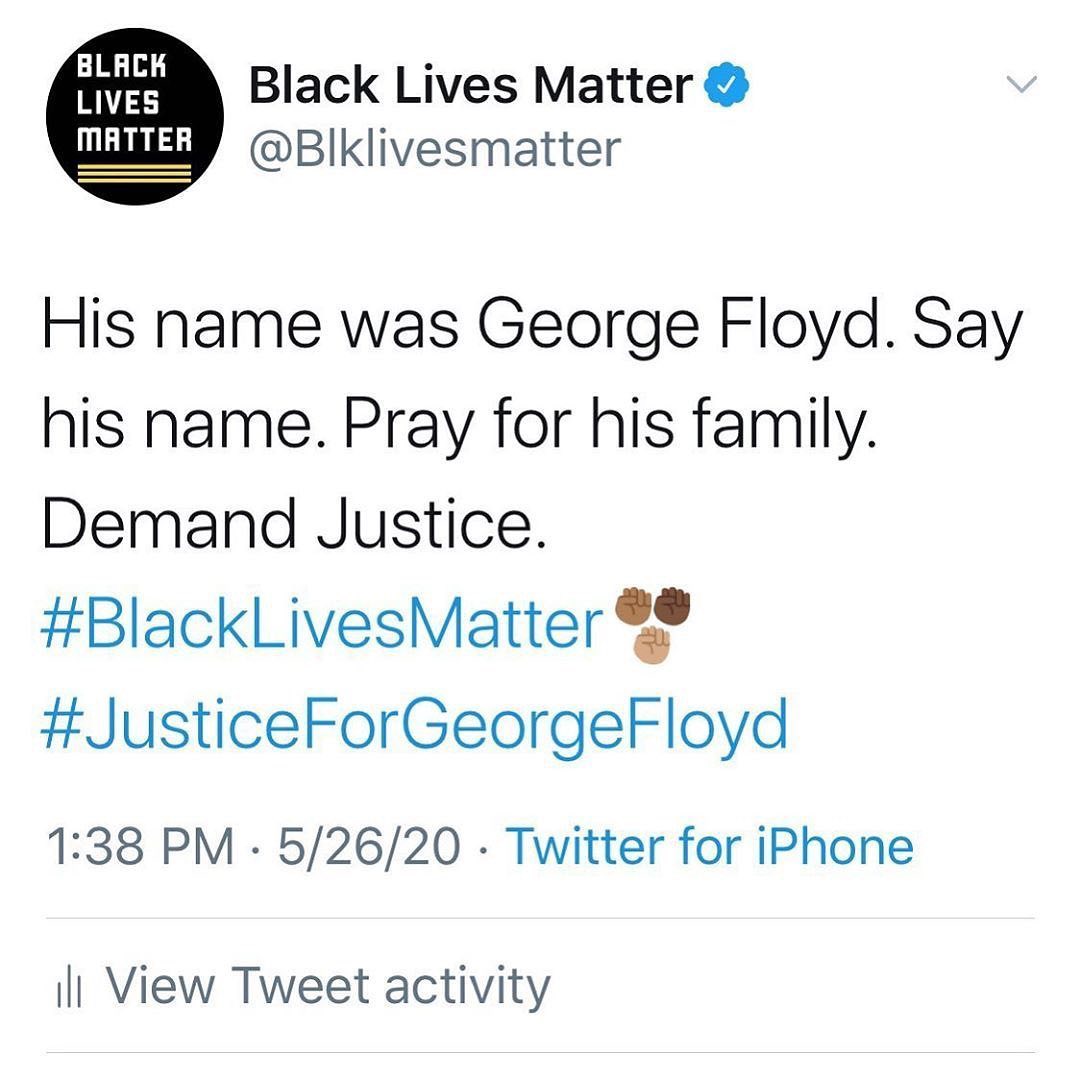 BLACK
LIVES
MATTER
Black Lives Matter
@Blklivesmatter
His name was George Floyd. Say
his name. Pray for his family.
Demand Justice.
#BlackLivesMatter✊🏾✊🏿✊🏼
#JusticeForGeorgeFloyd
1:38 PM · 5/26/20 · Twitter for iPhone
View Tweet activity